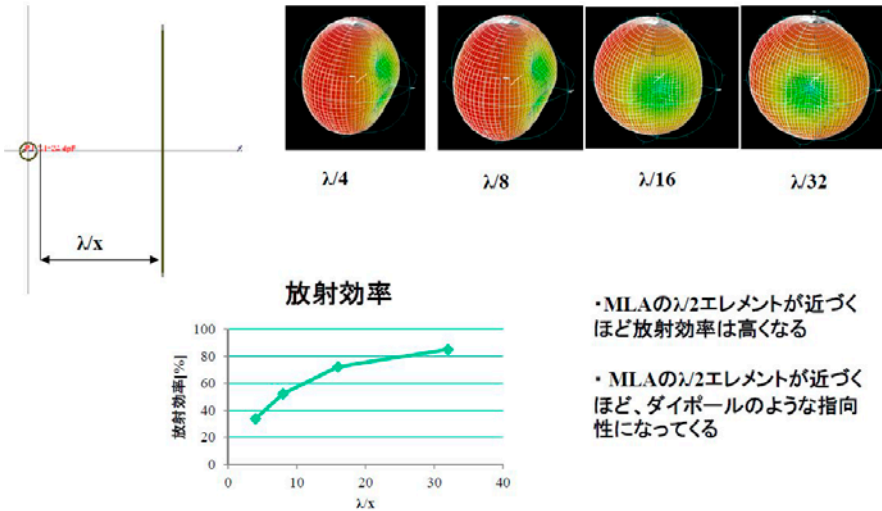 λ/4
λ/8
λ/16
λ/32
x
λ/x
放射効率
放射効率[%]
100
80
60
40
20
0
0
10
20
30
40
λ/x
・MLAのλ/2エレメントが近づく
ほど放射効率は高くなる
・ MLAのλ/2エレメントが近づく
ほど、ダイポールのような指向
性になってくる